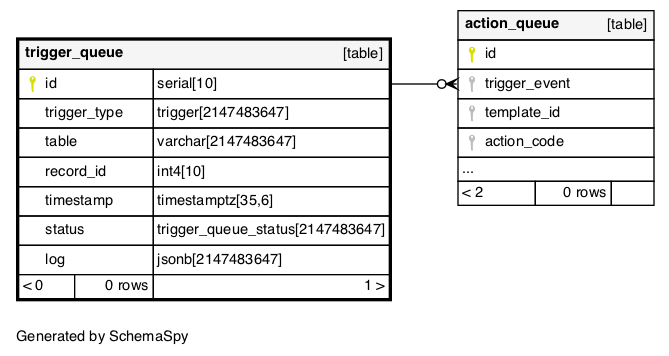 trigger_queue [table]
id serial[10]
trigger_type trigger[2147483647]
table varchar[2147483647]
record_id int4[10]
timestamp timestamptz[35,6]
status trigger_queue_status[2147483647]
log jsonb[2147483647]
< 0 0 rows 1 >
action_queue [table]
id
trigger_event
template_id
action_code
...
< 2 0 rows
Generated by SchemaSpy